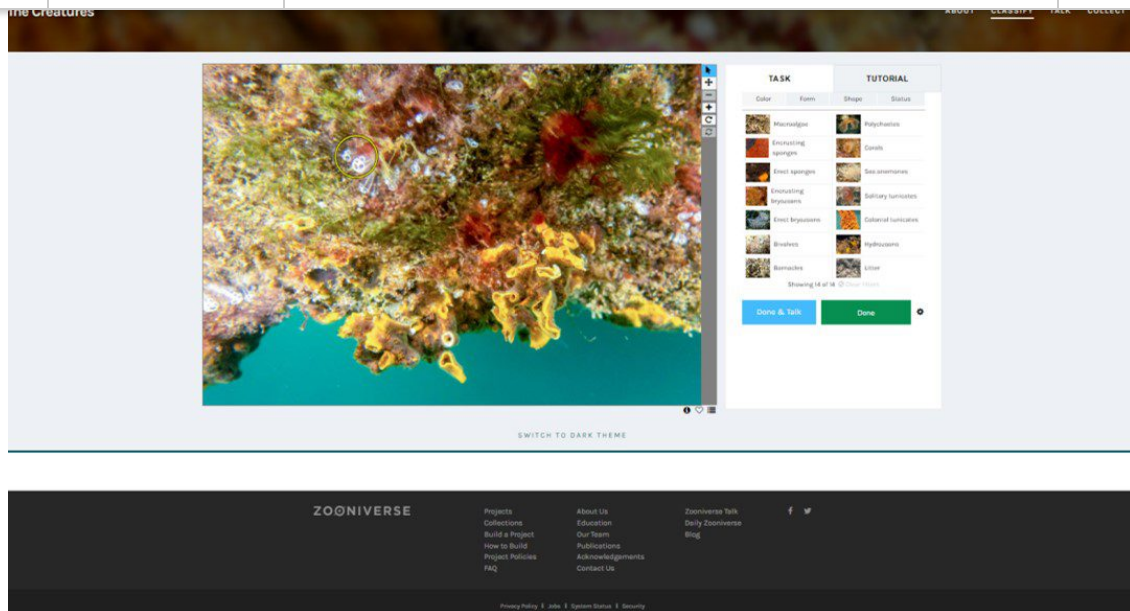 The Creatures
ABOUT CLASSIFY TALK COLLECT
TASK TUTORIAL
Color Form Shape Status
Macroalgae Polychaetes
Encrusting sponges Corals
Erect sponges Sea anemones
Encrusting bryozoans Solitary tunicates
Erect bryozoans Colonial tunicates
Bivalves Hydrozoans
Barnacles Litter
Showing 14 of 14
Done & Talk Done
SWITCH TO DARK THEME
ZOONIVERSE
Projects
Collections
Build a Project
How to Build
Project Policies
FAQ
About Us
Education
Our Team
Publications
Acknowledgements
Contact Us
Zooniverse Talk
Daily Zooniverse
Blog
Privacy Policy Jobs System Status Security